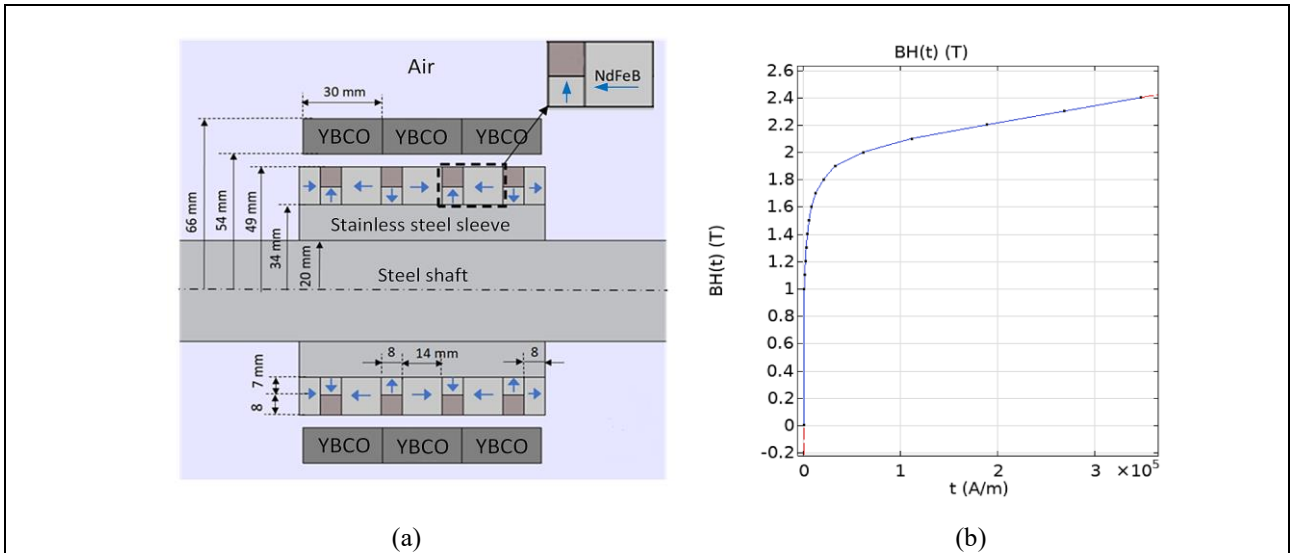 Air
NdFeB
30 mm
YBCO YBCO YBCO
66 mm
54 mm
49 mm
34 mm
20 mm
Stainless steel sleeve
Steel shaft
8 14 mm 8
7 mm
8
YBCO YBCO YBCO
(a)
BH(t) (T)
BH(t) (T)
2.6
2.4
2.2
2
1.8
1.6
1.4
1.2
1
0.8
0.6
0.4
0.2
0
-0.2
0 1 2 3 ×10⁵
t (A/m)
(b)